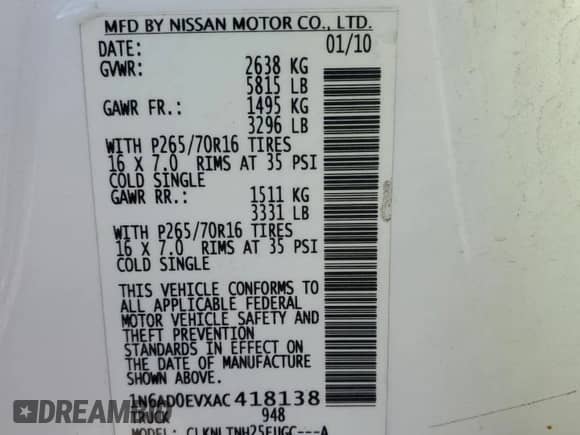 MFD BY NISSAN MOTOR CO., LTD.
DATE: 01/10
GVWR: 2638 KG
5815 LB
GAWR FR.: 1495 KG
3296 LB
WITH P265/70R16 TIRES
16 X 7.0 RIMS AT 35 PSI
COLD SINGLE
GAWR RR.: 1511 KG
3331 LB
WITH P265/70R16 TIRES
16 X 7.0 RIMS AT 35 PSI
COLD SINGLE
THIS VEHICLE CONFORMS TO
ALL APPLICABLE FEDERAL
MOTOR VEHICLE SAFETY AND
THEFT PREVENTION
STANDARDS IN EFFECT ON
THE DATE OF MANUFACTURE
SHOWN ABOVE.
1N6AD0EVXAC418138
TRUCK 948
MODEL: CLKNLTNH25EUGC---A
DREAMBID